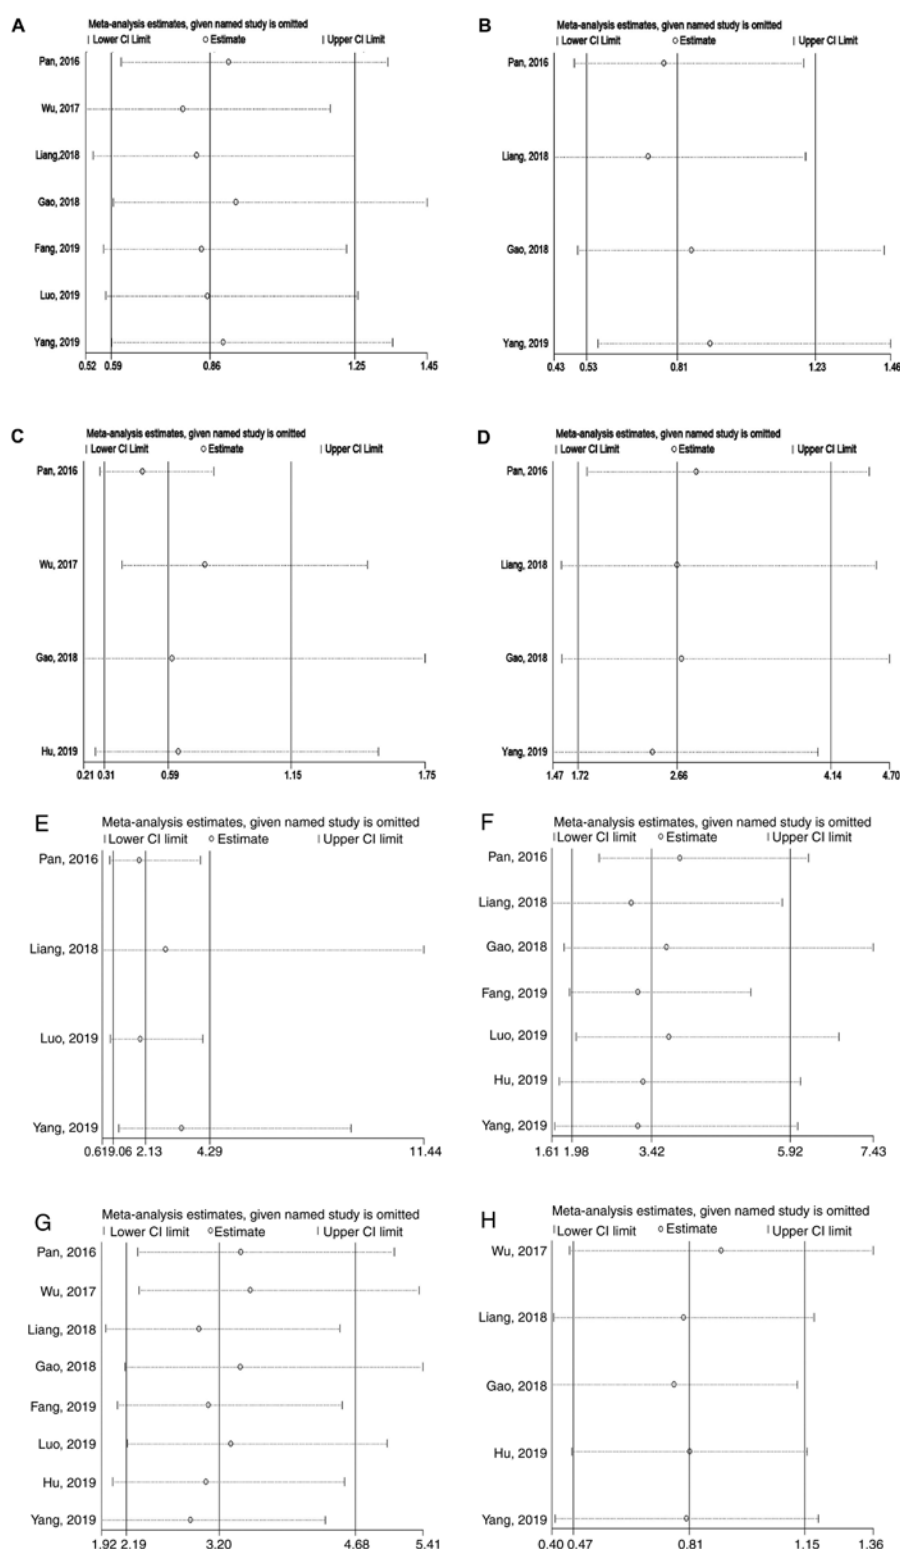 A
Meta-analysis estimates, given named study is omitted
Lower CI Limit Estimate Upper CI Limit
Pan, 2016
Wu, 2017
Liang,2018
Gao, 2018
Fang, 2019
Luo, 2019
Yang, 2019
0.52 0.59 0.86 1.25 1.45
B
Meta-analysis estimates, given named study is omitted
Lower CI Limit Estimate Upper CI Limit
Pan, 2016
Liang, 2018
Gao, 2018
Yang, 2019
0.43 0.53 0.81 1.23 1.46
C
Meta-analysis estimates, given named study is omitted
Lower CI Limit Estimate Upper CI Limit
Pan, 2016
Wu, 2017
Gao, 2018
Hu, 2019
0.21 0.31 0.59 1.15 1.75
D
Meta-analysis estimates, given named study is omitted
Lower CI Limit Estimate Upper CI Limit
Pan, 2016
Liang, 2018
Gao, 2018
Yang, 2019
1.47 1.72 2.66 4.14 4.70
E
Meta-analysis estimates, given named study is omitted
Lower CI limit Estimate Upper CI limit
Pan, 2016
Liang, 2018
Luo, 2019
Yang, 2019
2.13 4.29 11.44
F
Meta-analysis estimates, given named study is omitted
Lower CI limit Estimate Upper CI limit
Pan, 2016
Liang, 2018
Gao, 2018
Fang, 2019
Luo, 2019
Hu, 2019
Yang, 2019
1.61 1.98 3.42 5.92 7.43
G
Meta-analysis estimates, given named study is omitted
Lower CI limit Estimate Upper CI limit
Pan, 2016
Wu, 2017
Liang, 2018
Gao, 2018
Fang, 2019
Luo, 2019
Hu, 2019
Yang, 2019
1.92 2.19 3.20 4.68 5.41
H
Meta-analysis estimates, given named study is omitted
Lower CI limit Estimate Upper CI limit
Wu, 2017
Liang, 2018
Gao, 2018
Hu, 2019
Yang, 2019
0.40 0.47 0.81 1.15 1.36